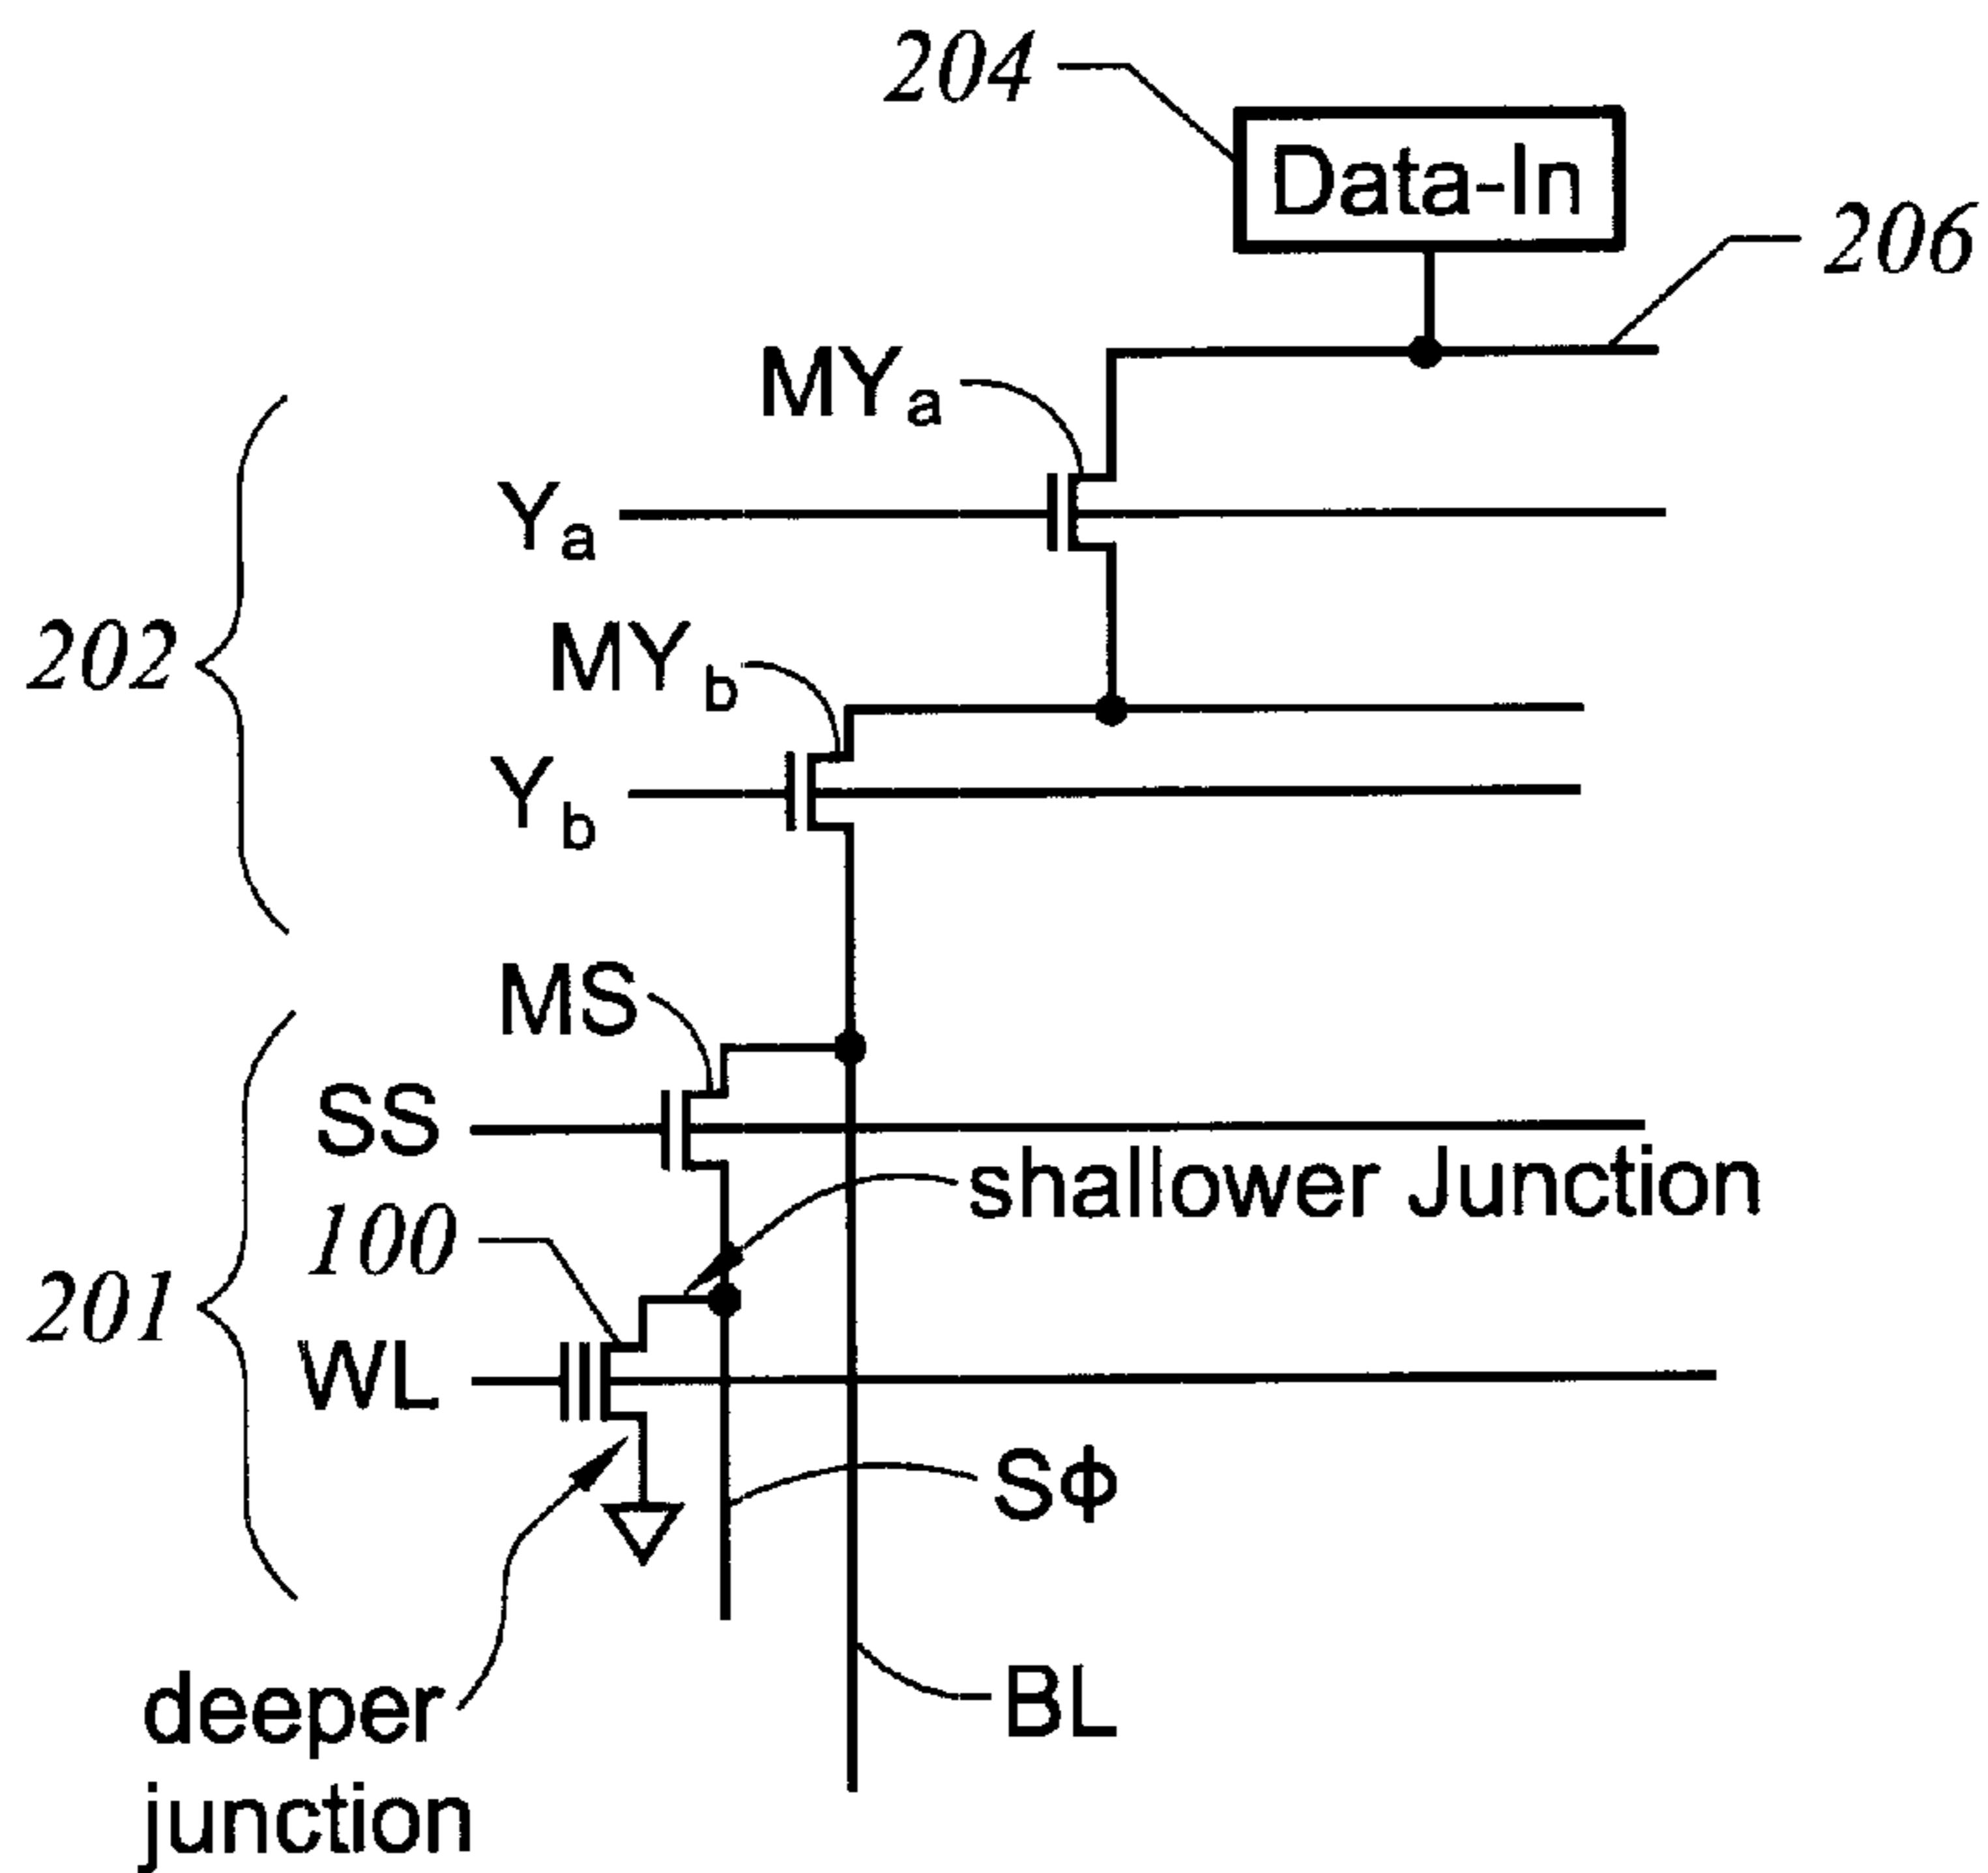 204
Data-In
206
MYa
Ya
202
MYb
Yb
MS
SS
shallower Junction
100
201
WL
Sϕ
BL
deeper
junction